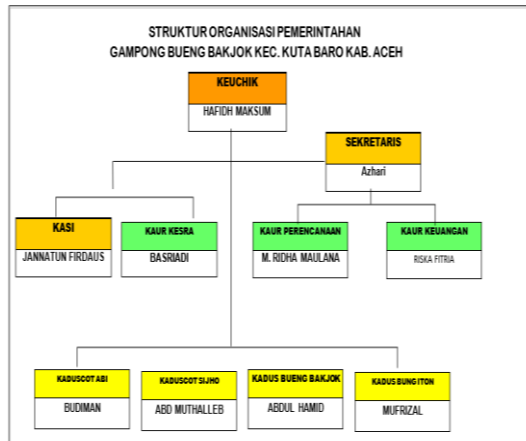 STRUKTUR ORGANISASI PEMERINTAHAN
GAMPONG BUENG BAKJOK KEC. KUTA BARO KAB. ACEH
KEUCHIK
HAFIDH MAKSUM
SEKRETARIS
Azhari
KASI
JANNATUN FIRDAUS
KAUR KESRA
BASRIADI
KAUR PERENCANAAN
M. RIDHA MAULANA
KAUR KEUANGAN
RISKA FITRIA
KADUSCOT ABI
BUDIMAN
KADUSCOT SIJHO
ABD MUTHALLEB
KADUS BUENG BAKJOK
ABDUL HAMID
KADUS BUNG ITON
MUFRIZAL